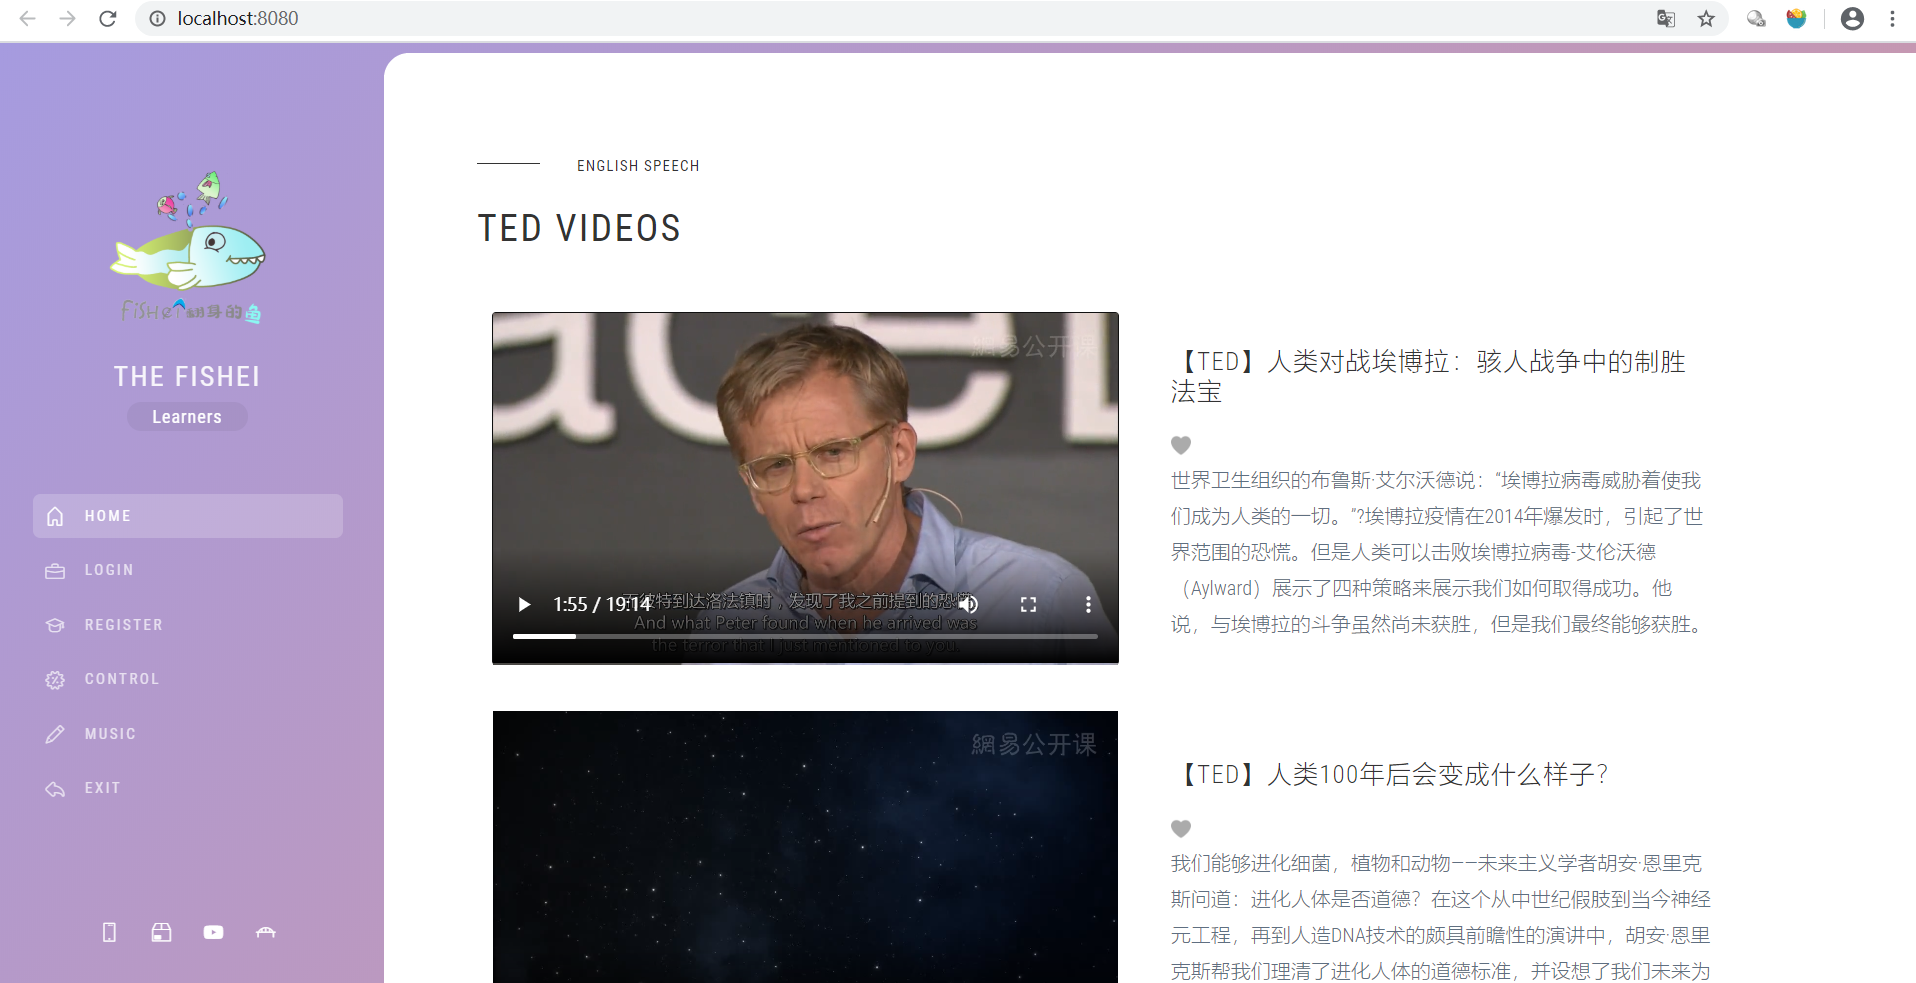 localhost:8080
FiSHei翻身的鱼
THE FISHEI
Learners
HOME
LOGIN
REGISTER
CONTROL
MUSIC
EXIT
ENGLISH SPEECH
TED VIDEOS
網易公开课
1:55 / 19:14
彼特到达洛法镇时，发现了我之前提到的恐慌
And what Peter found when he arrived was
the terror that I just mentioned to you.
【TED】人类对战埃博拉：骇人战争中的制胜
法宝
世界卫生组织的布鲁斯·艾尔沃德说：“埃博拉病毒威胁着使我
们成为人类的一切。”?埃博拉疫情在2014年爆发时，引起了世
界范围的恐慌。但是人类可以击败埃博拉病毒-艾伦沃德
（Aylward）展示了四种策略来展示我们如何取得成功。他
说，与埃博拉的斗争虽然尚未获胜，但是我们最终能够获胜。
網易公开课
【TED】人类100年后会变成什么样子？
我们能够进化细菌，植物和动物——未来主义学者胡安·恩里克
斯问道：进化人体是否道德？在这个从中世纪假肢到当今神经
元工程，再到人造DNA技术的颇具前瞻性的演讲中，胡安·恩里
克斯帮我们理清了进化人体的道德标准，并设想了我们未来为